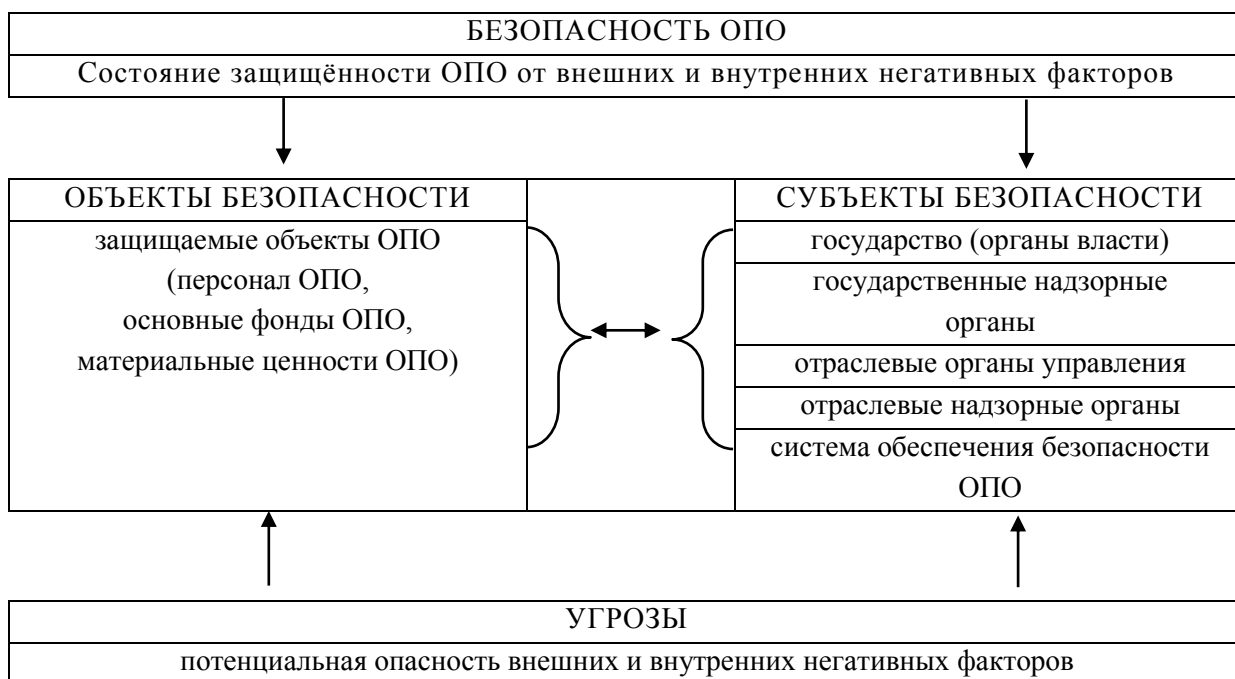 БЕЗОПАСНОСТЬ ОПО
Состояние защищённости ОПО от внешних и внутренних негативных факторов
ОБЪЕКТЫ БЕЗОПАСНОСТИ
защищаемые объекты ОПО
(персонал ОПО,
основные фонды ОПО,
материальные ценности ОПО)
СУБЪЕКТЫ БЕЗОПАСНОСТИ
государство (органы власти)
государственные надзорные
органы
отраслевые органы управления
отраслевые надзорные органы
система обеспечения безопасности
ОПО
УГРОЗЫ
потенциальная опасность внешних и внутренних негативных факторов